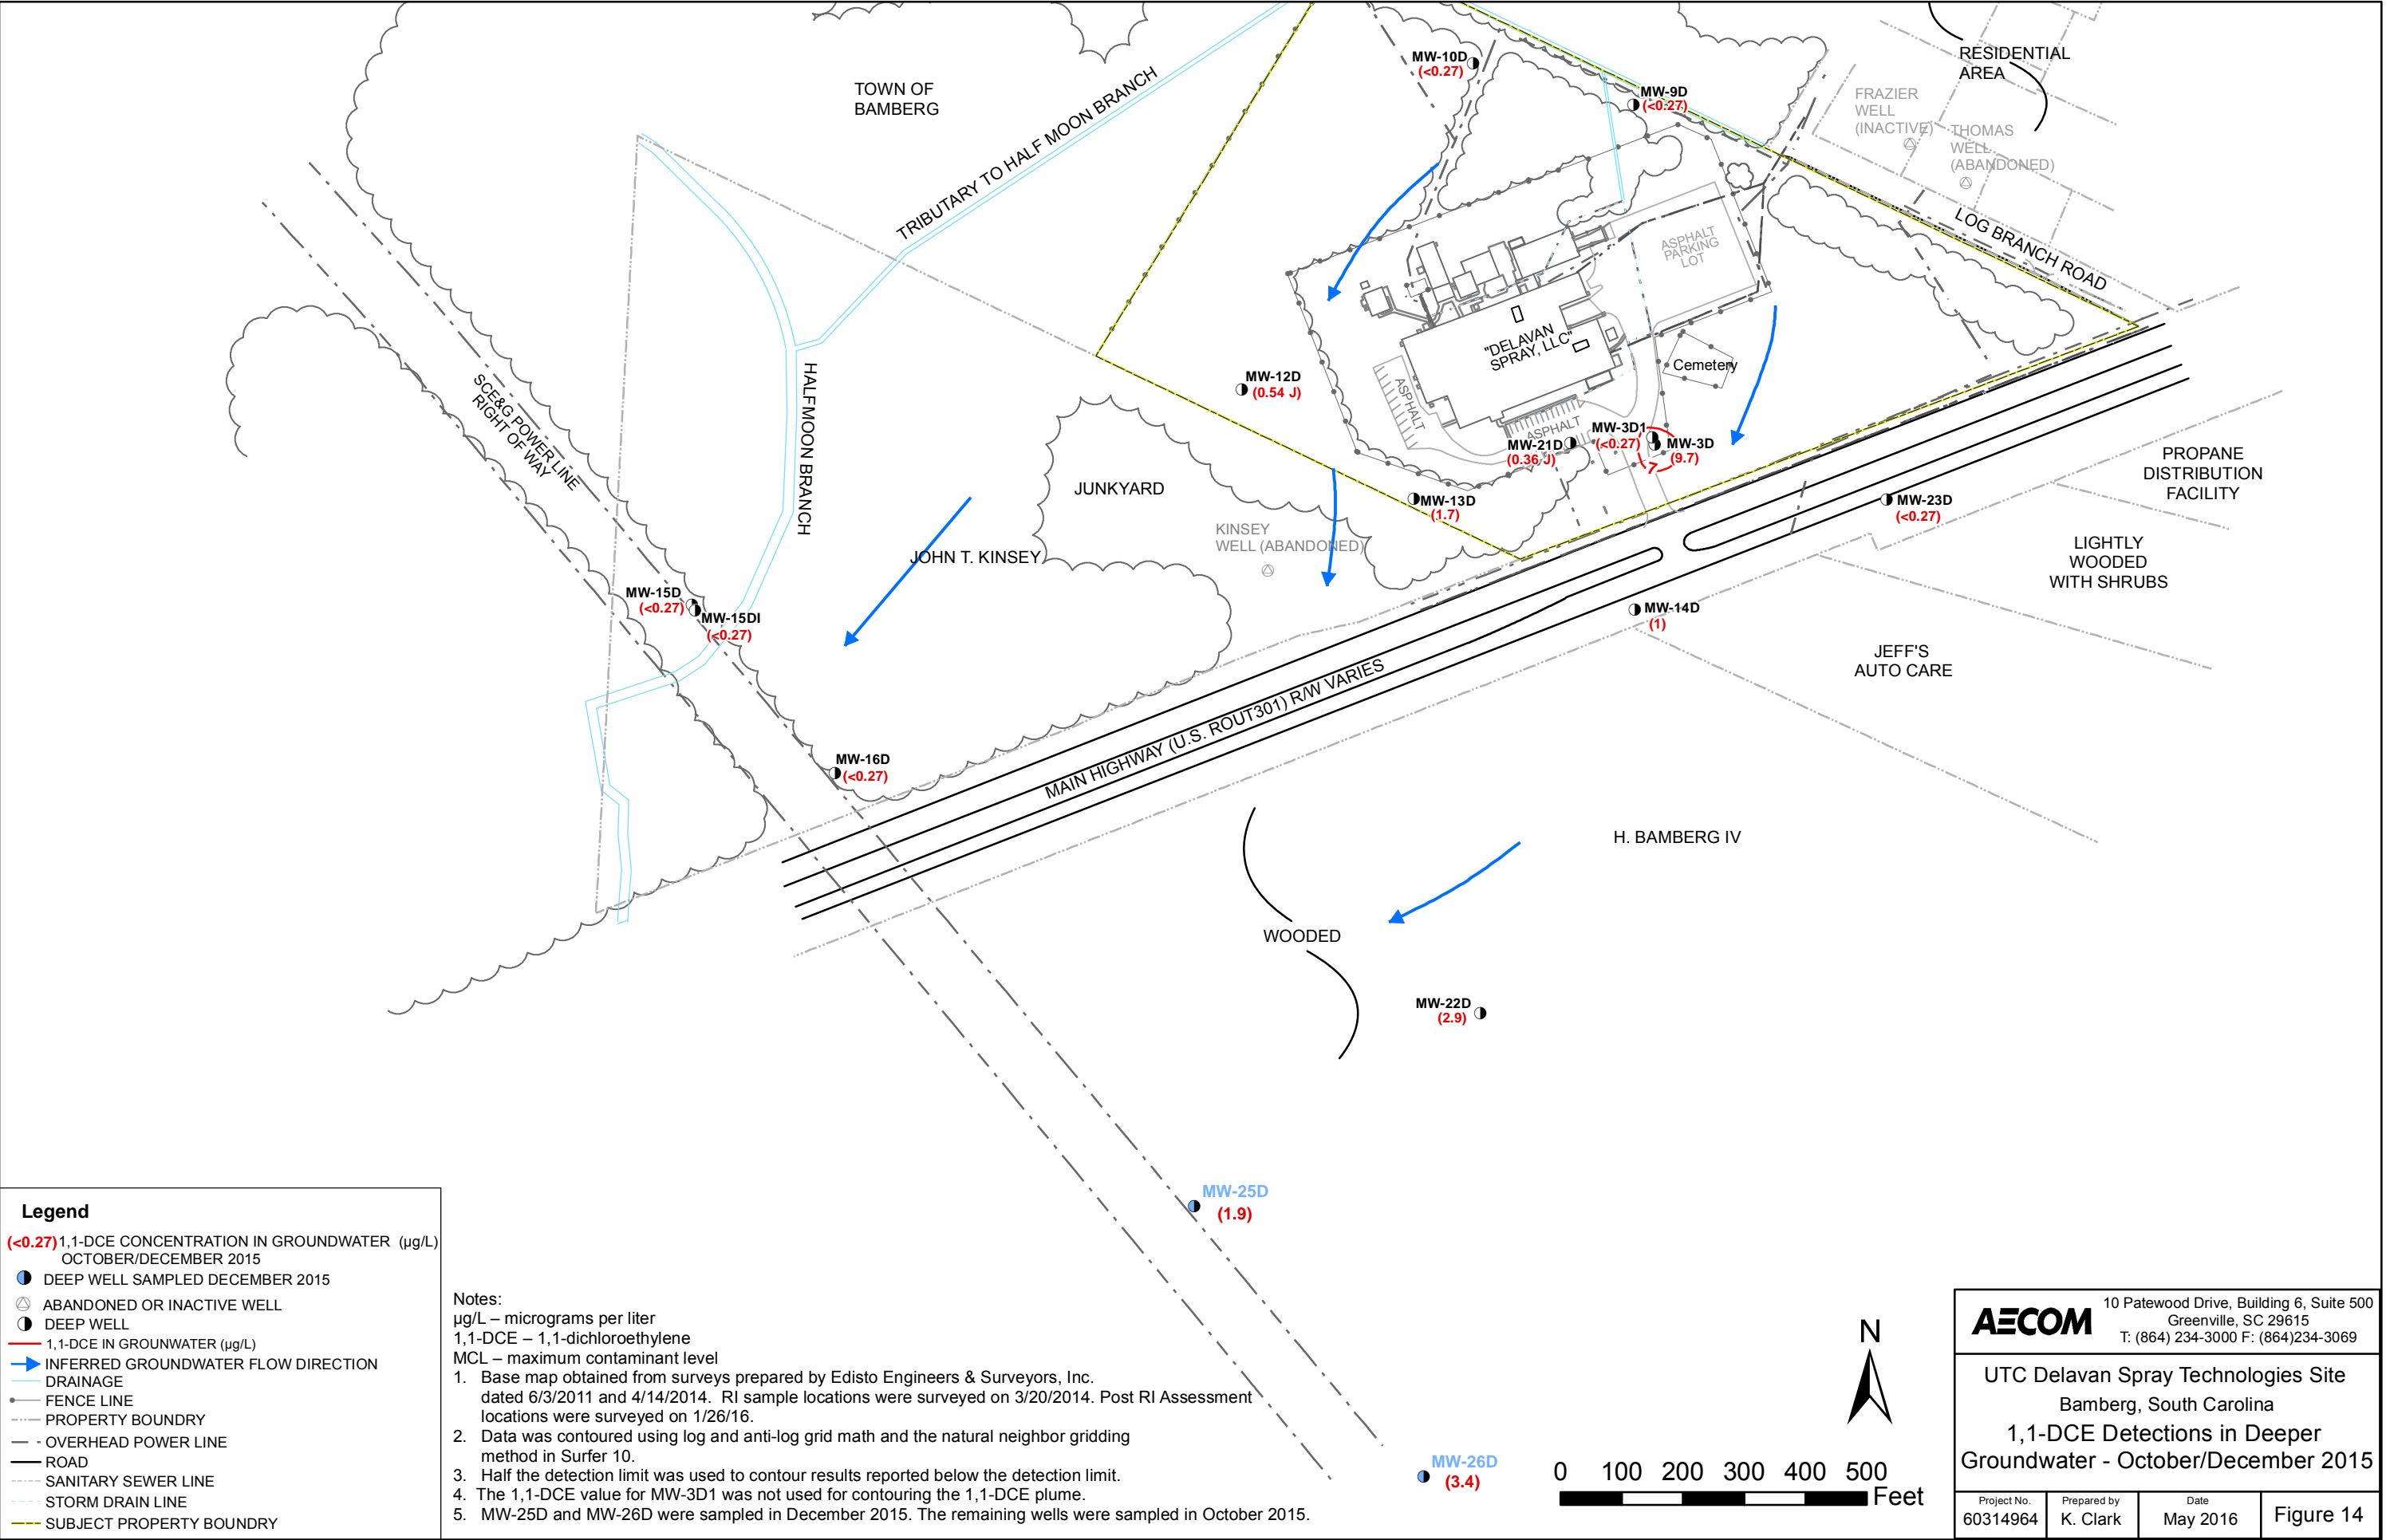 TOWN OF
BAMBERG
TRIBUTARY TO HALF MOON BRANCH
MW-10D
(<0.27)
MW-9D
(<0.27)
RESIDENTIAL
AREA
FRAZIER
WELL
(INACTIVE)
THOMAS
WELL
(ABANDONED)
LOG BRANCH ROAD
ASPHALT
PARKING
LOT
"DELAVAN
SPRAY, LLC"
Cemetery
ASPHALT
ASPHALT
MW-12D
(0.54 J)
MW-21D
(0.36 J)
MW-3D1
(<0.27)
MW-3D
(9.7)
7
MW-13D
(1.7)
MW-23D
(<0.27)
PROPANE
DISTRIBUTION
FACILITY
LIGHTLY
WOODED
WITH SHRUBS
SCE&G POWER LINE
RIGHT OF WAY
HALFMOON BRANCH
JUNKYARD
KINSEY
WELL (ABANDONED)
JOHN T. KINSEY
MW-15D
(<0.27)
MW-15DI
(<0.27)
MW-14D
(1)
JEFF'S
AUTO CARE
MW-16D
(<0.27)
MAIN HIGHWAY (U.S. ROUT301) R/W VARIES
H. BAMBERG IV
WOODED
MW-22D
(2.9)
MW-25D
(1.9)
MW-26D
(3.4)
Legend
(<0.27) 1,1-DCE CONCENTRATION IN GROUNDWATER (µg/L)
OCTOBER/DECEMBER 2015
DEEP WELL SAMPLED DECEMBER 2015
ABANDONED OR INACTIVE WELL
DEEP WELL
1,1-DCE IN GROUNWATER (µg/L)
INFERRED GROUNDWATER FLOW DIRECTION
DRAINAGE
FENCE LINE
PROPERTY BOUNDRY
OVERHEAD POWER LINE
ROAD
SANITARY SEWER LINE
STORM DRAIN LINE
SUBJECT PROPERTY BOUNDRY
Notes:
µg/L – micrograms per liter
1,1-DCE – 1,1-dichloroethylene
MCL – maximum contaminant level
1. Base map obtained from surveys prepared by Edisto Engineers & Surveyors, Inc.
dated 6/3/2011 and 4/14/2014. RI sample locations were surveyed on 3/20/2014. Post RI Assessment
locations were surveyed on 1/26/16.
2. Data was contoured using log and anti-log grid math and the natural neighbor gridding
method in Surfer 10.
3. Half the detection limit was used to contour results reported below the detection limit.
4. The 1,1-DCE value for MW-3D1 was not used for contouring the 1,1-DCE plume.
5. MW-25D and MW-26D were sampled in December 2015. The remaining wells were sampled in October 2015.
0 100 200 300 400 500
Feet
N
AECOM
10 Patewood Drive, Building 6, Suite 500
Greenville, SC 29615
T: (864) 234-3000 F: (864)234-3069
UTC Delavan Spray Technologies Site
Bamberg, South Carolina
1,1-DCE Detections in Deeper
Groundwater - October/December 2015
Project No.
60314964
Prepared by
K. Clark
Date
May 2016
Figure 14